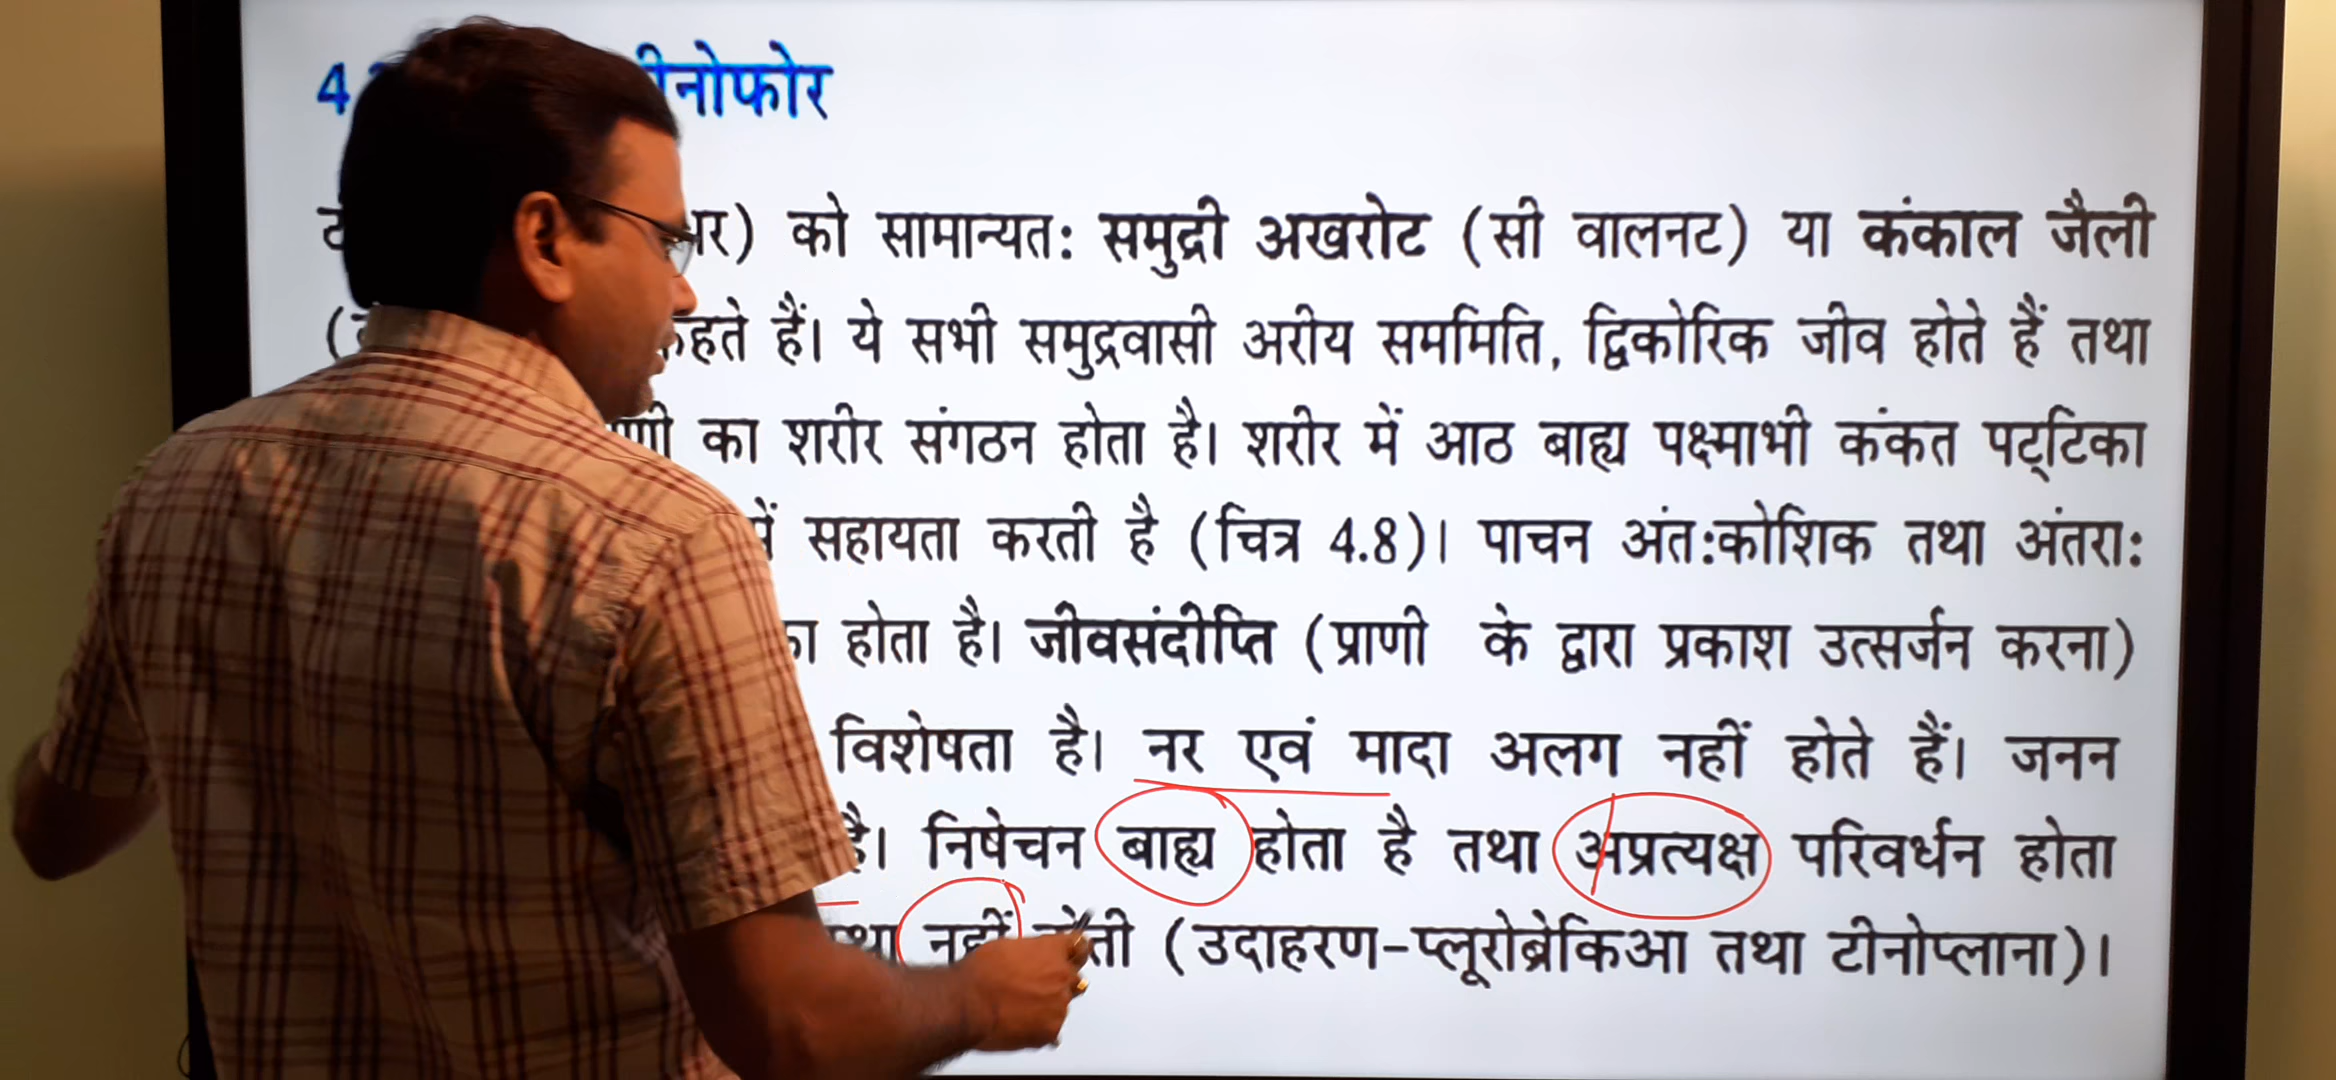 4 नोफोर
को सामान्यत: समुद्री अखरोट (सी वालनट) या कंकाल जैली
कहते हैं। ये सभी समुद्रवासी अरीय सममिति, द्विकोरिक जीव होते हैं तथा
का शरीर संगठन होता है। शरीर में आठ बाह्य पक्ष्माभी कंकत पट्टिका
में सहायता करती है (चित्र 4.8)। पाचन अंत:कोशिक तथा अंतरा:
का होता है। जीवसंदीप्ति (प्राणी के द्वारा प्रकाश उत्सर्जन करना)
विशेषता है। नर एवं मादा अलग नहीं होते हैं। जनन
है। निषेचन बाह्य होता है तथा अप्रत्यक्ष परिवर्धन होता
नहीं होती (उदाहरण-प्लूरोब्रेकिआ तथा टीनोप्लाना)।